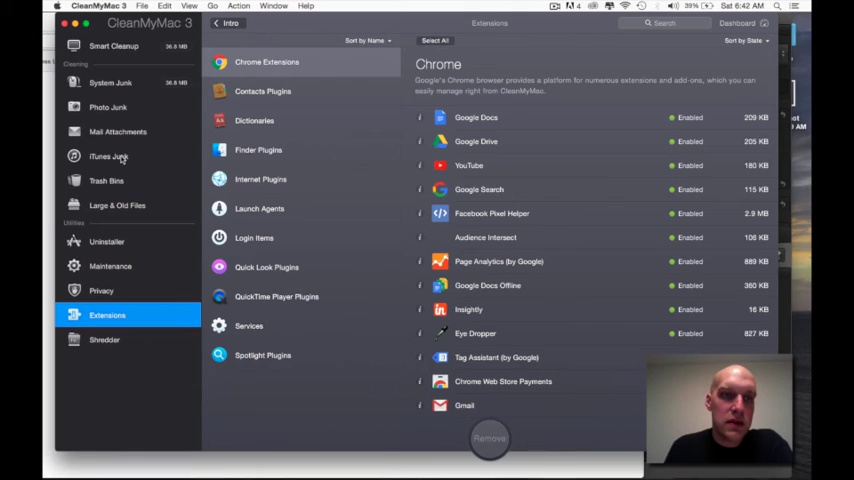 CleanMyMac 3 File Edit View Go Action Window Help 4 39% Sat 6:42 AM
CleanMyMac 3
Intro
Extensions
Search
Dashboard
Smart Cleanup 36.8 MB
Cleaning
System Junk 36.8 MB
Photo Junk
Mail Attachments
iTunes Junk
Trash Bins
Large & Old Files
Utilities
Uninstaller
Maintenance
Privacy
Extensions
Shredder
Sort by Name
Chrome Extensions
Contacts Plugins
Dictionaries
Finder Plugins
Internet Plugins
Launch Agents
Login Items
Quick Look Plugins
QuickTime Player Plugins
Services
Spotlight Plugins
Select All
Sort by State
Chrome
Google's Chrome browser provides a platform for numerous extensions and add-ons, which you can
easily manage right from CleanMyMac.
Google Docs Enabled 209 KB
Google Drive Enabled 205 KB
YouTube Enabled 165 KB
Google Search Enabled 115 KB
Facebook Pixel Helper Enabled 2.9 MB
Audience Intersect Enabled 106 KB
Page Analytics (by Google) Enabled 889 KB
Google Docs Offline Enabled 360 KB
Insightly Enabled 16 KB
Eye Dropper Enabled 827 KB
Tag Assistant (by Google)
Chrome Web Store Payments
Gmail
Remove